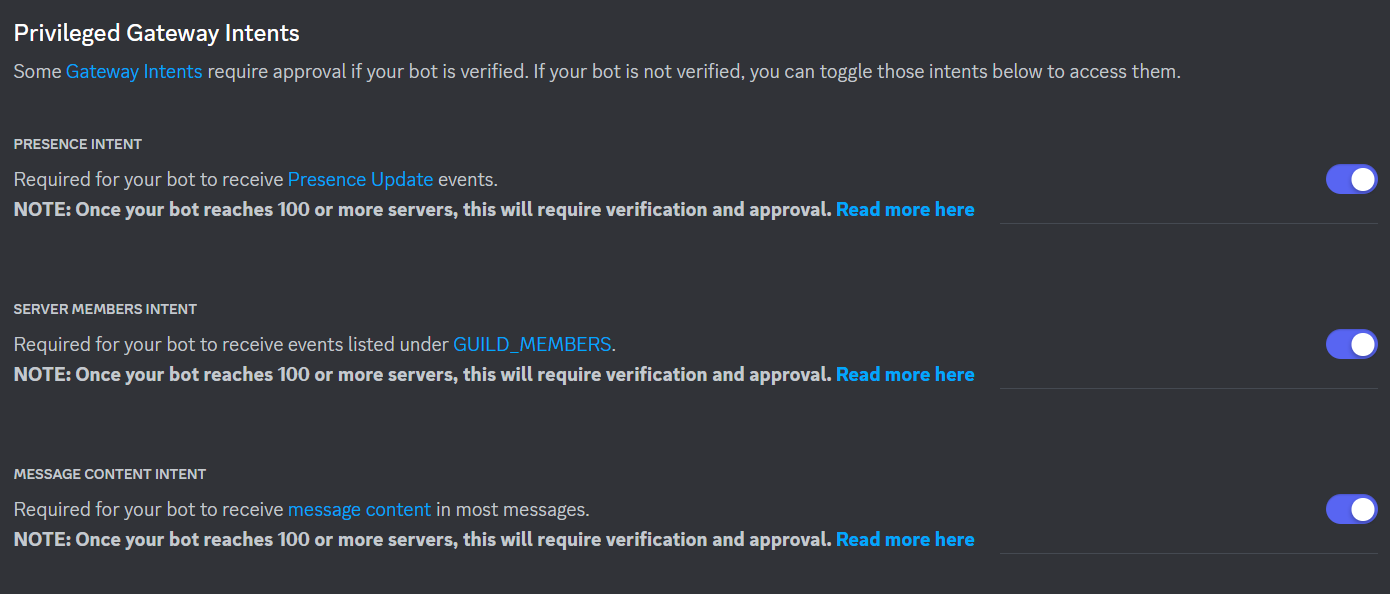 Privileged Gateway Intents
Some Gateway Intents require approval if your bot is verified. If your bot is not verified, you can toggle those intents below to access them.
PRESENCE INTENT
Required for your bot to receive Presence Update events.
NOTE: Once your bot reaches 100 or more servers, this will require verification and approval. Read more here
SERVER MEMBERS INTENT
Required for your bot to receive events listed under GUILD_MEMBERS.
NOTE: Once your bot reaches 100 or more servers, this will require verification and approval. Read more here
MESSAGE CONTENT INTENT
Required for your bot to receive message content in most messages.
NOTE: Once your bot reaches 100 or more servers, this will require verification and approval. Read more here